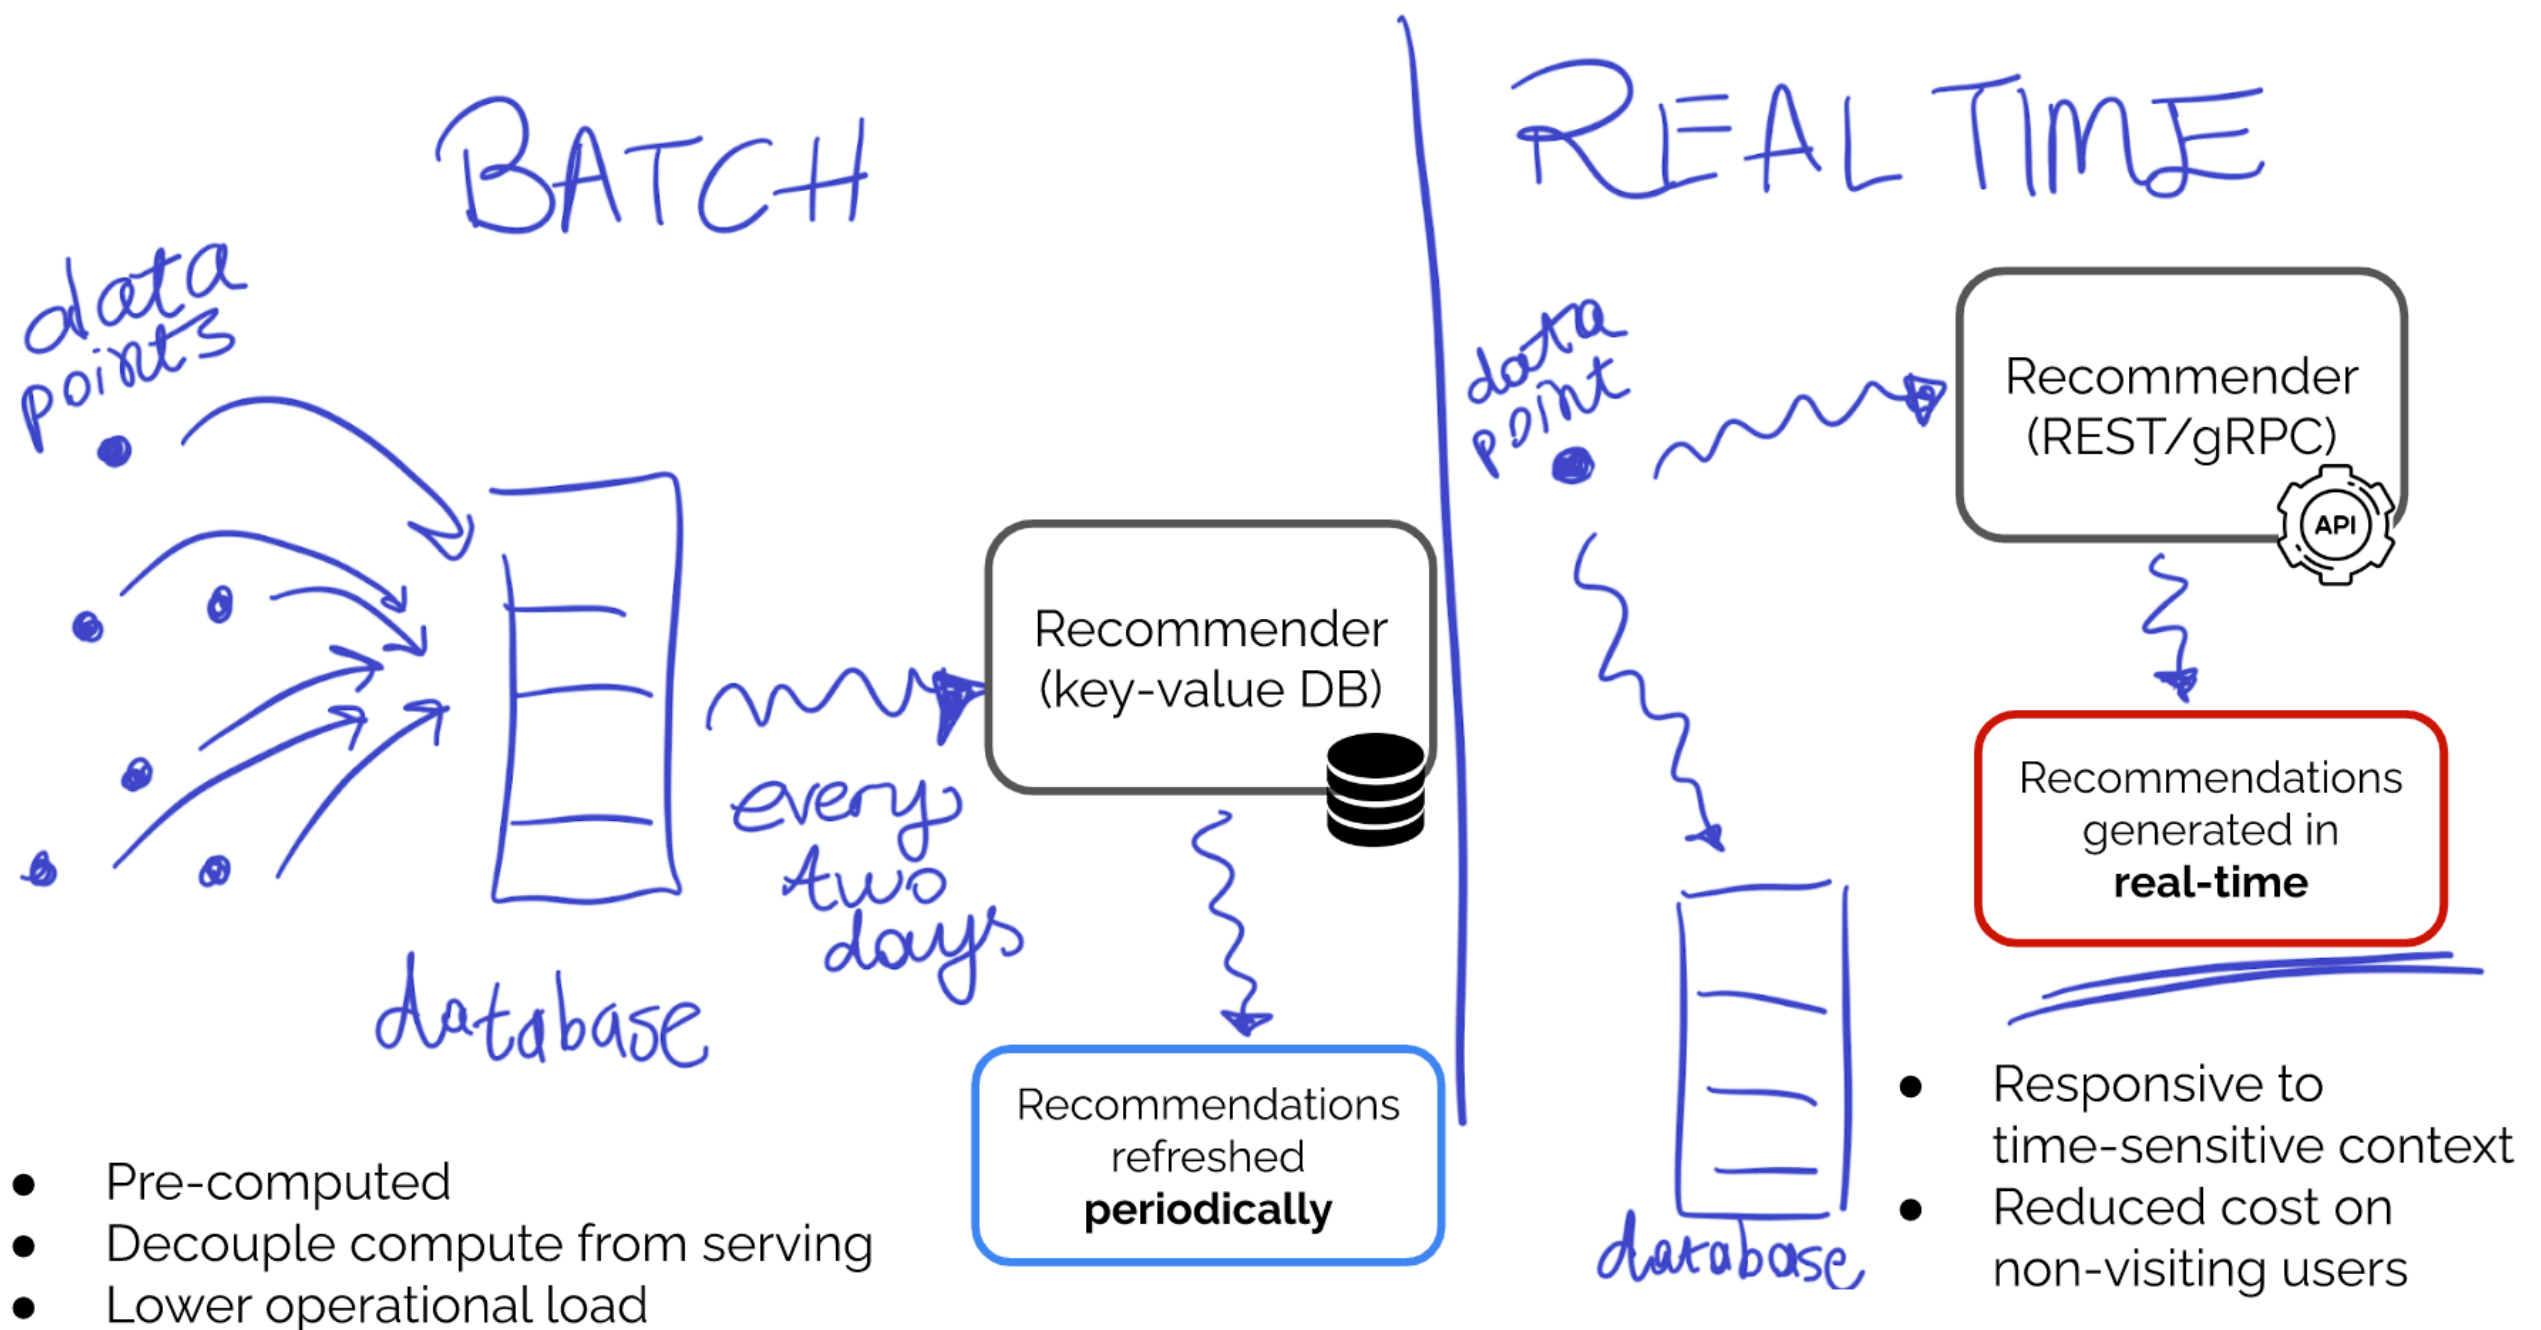 BATCH
data
points
database
every
two
days
Recommender
(key-value DB)
Recommendations
refreshed
periodically
● Pre-computed
● Decouple compute from serving
● Lower operational load
REAL TIME
data
point
Recommender
(REST/gRPC)
API
Recommendations
generated in
real-time
database
● Responsive to
time-sensitive context
● Reduced cost on
non-visiting users